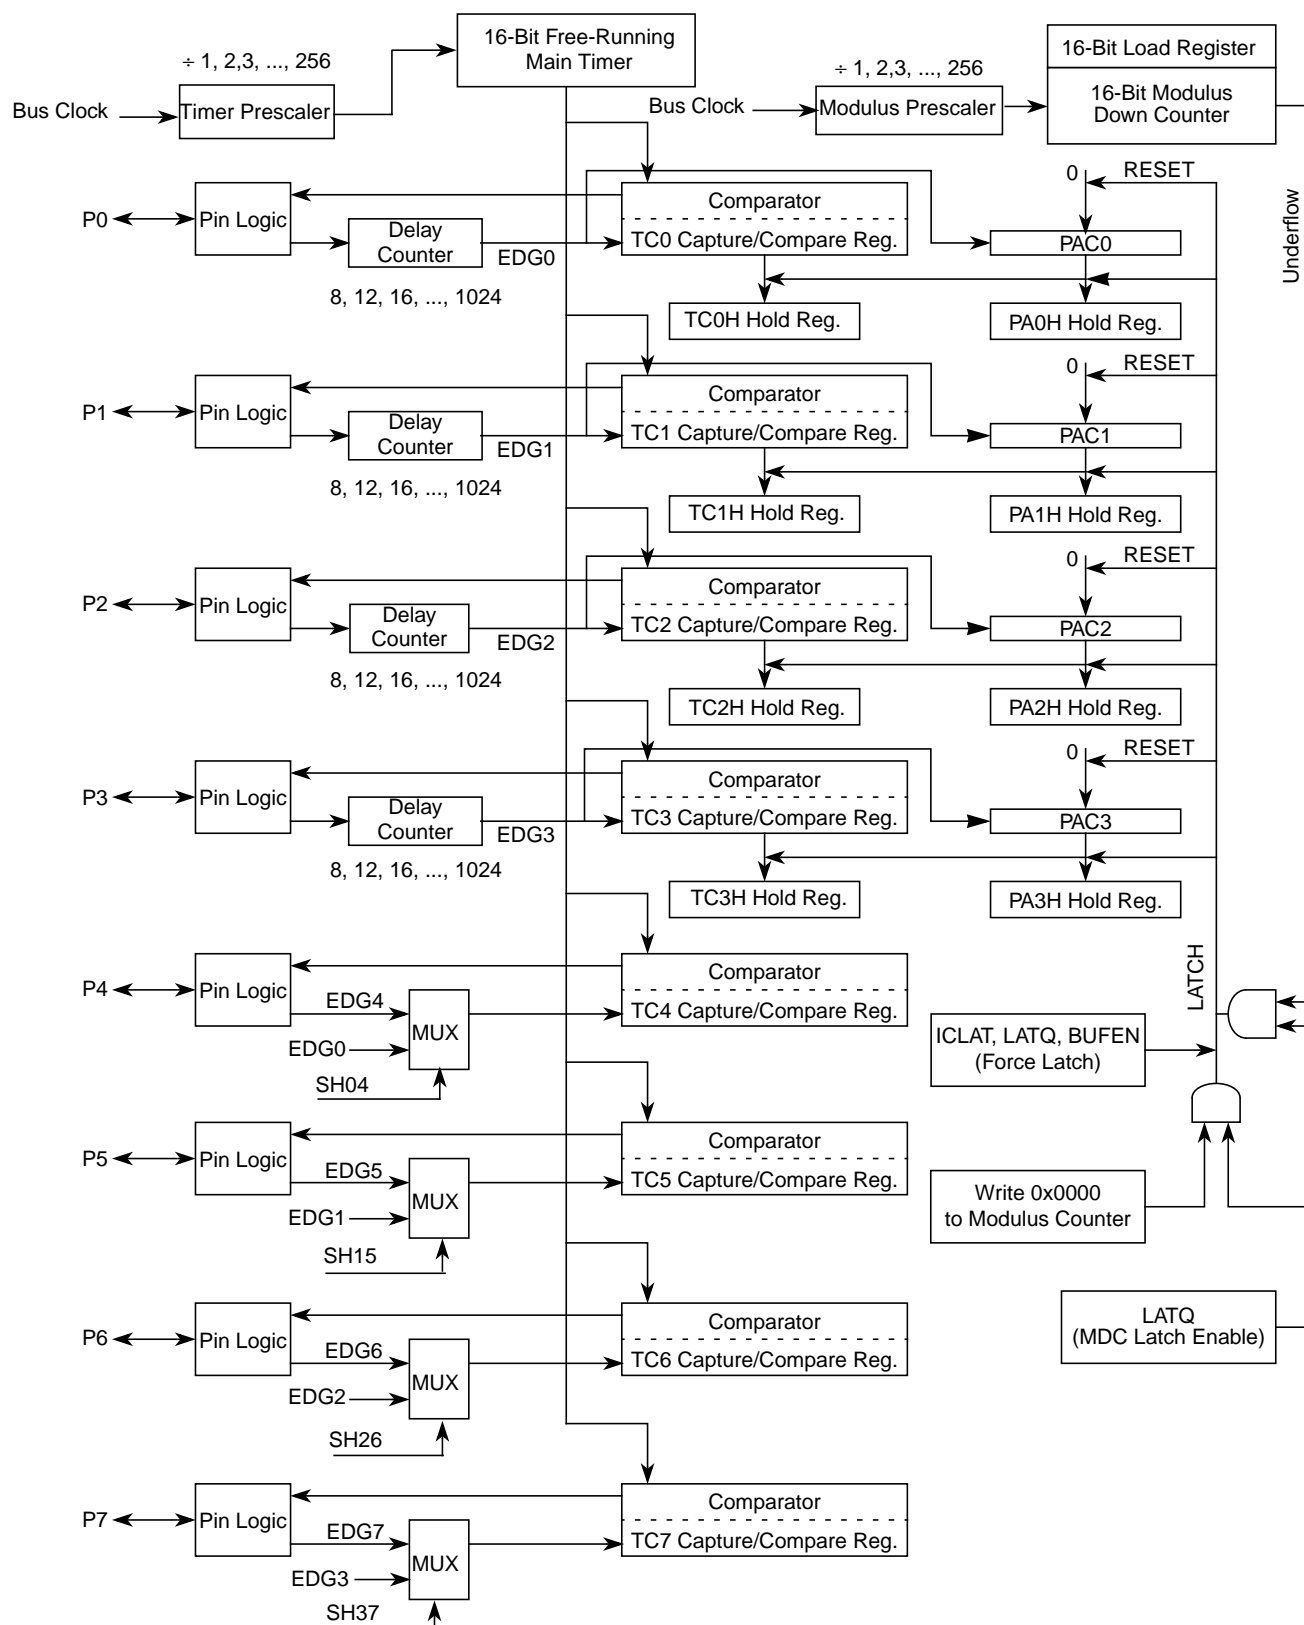 16-Bit Free-Running
Main Timer
16-Bit Load Register
16-Bit Modulus
Down Counter
÷ 1, 2,3, ..., 256
÷ 1, 2,3, ..., 256
Bus Clock
Timer Prescaler
Bus Clock
Modulus Prescaler
Underflow
P0
Pin Logic
Delay
Counter
EDG0
8, 12, 16, ..., 1024
Comparator
TC0 Capture/Compare Reg.
TC0H Hold Reg.
0
RESET
PAC0
PA0H Hold Reg.
P1
Pin Logic
Delay
Counter
EDG1
8, 12, 16, ..., 1024
Comparator
TC1 Capture/Compare Reg.
TC1H Hold Reg.
0
RESET
PAC1
PA1H Hold Reg.
P2
Pin Logic
Delay
Counter
EDG2
8, 12, 16, ..., 1024
Comparator
TC2 Capture/Compare Reg.
TC2H Hold Reg.
0
RESET
PAC2
PA2H Hold Reg.
P3
Pin Logic
Delay
Counter
EDG3
8, 12, 16, ..., 1024
Comparator
TC3 Capture/Compare Reg.
TC3H Hold Reg.
0
RESET
PAC3
PA3H Hold Reg.
LATCH
P4
Pin Logic
EDG4
EDG0
MUX
SH04
Comparator
TC4 Capture/Compare Reg.
ICLAT, LATQ, BUFEN
(Force Latch)
P5
Pin Logic
EDG5
EDG1
MUX
SH15
Comparator
TC5 Capture/Compare Reg.
Write 0x0000
to Modulus Counter
P6
Pin Logic
EDG6
EDG2
MUX
SH26
Comparator
TC6 Capture/Compare Reg.
LATQ
(MDC Latch Enable)
P7
Pin Logic
EDG7
EDG3
MUX
SH37
Comparator
TC7 Capture/Compare Reg.